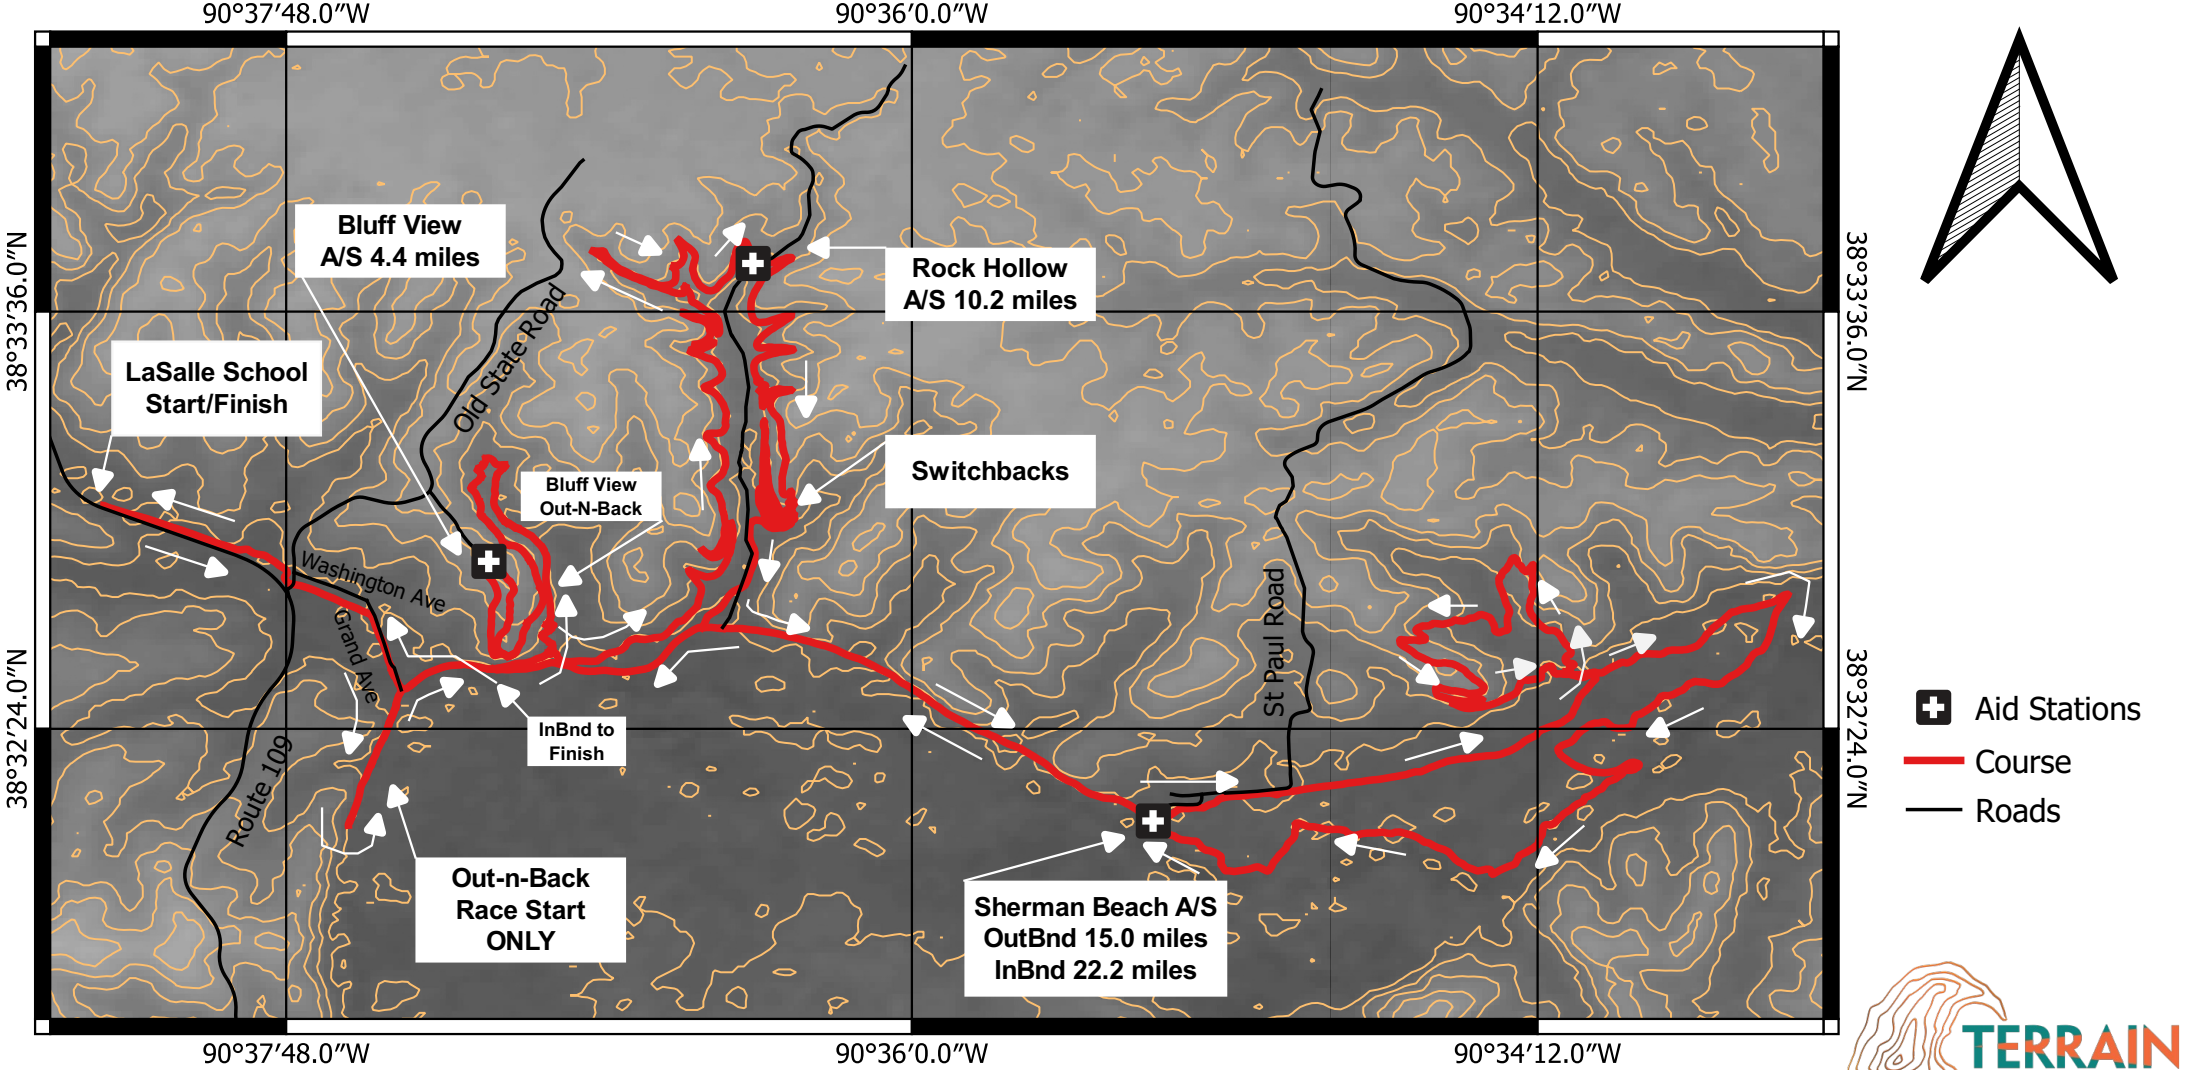 90°37′48.0″W
90°36′0.0″W
90°34′12.0″W
38°33′36.0″N
38°33′36.0″N
Bluff View
A/S 4.4 miles
Rock Hollow
A/S 10.2 miles
Old State Road
LaSalle School
Start/Finish
Switchbacks
Bluff View
Out-N-Back
Washington Ave
Grand Ave
St Paul Road
InBnd to
Finish
Route 109
38°32′24.0″N
38°32′24.0″N
Aid Stations
Course
Roads
Out-n-Back
Race Start
ONLY
Sherman Beach A/S
OutBnd 15.0 miles
InBnd 22.2 miles
90°37′48.0″W
90°36′0.0″W
90°34′12.0″W
TERRAIN